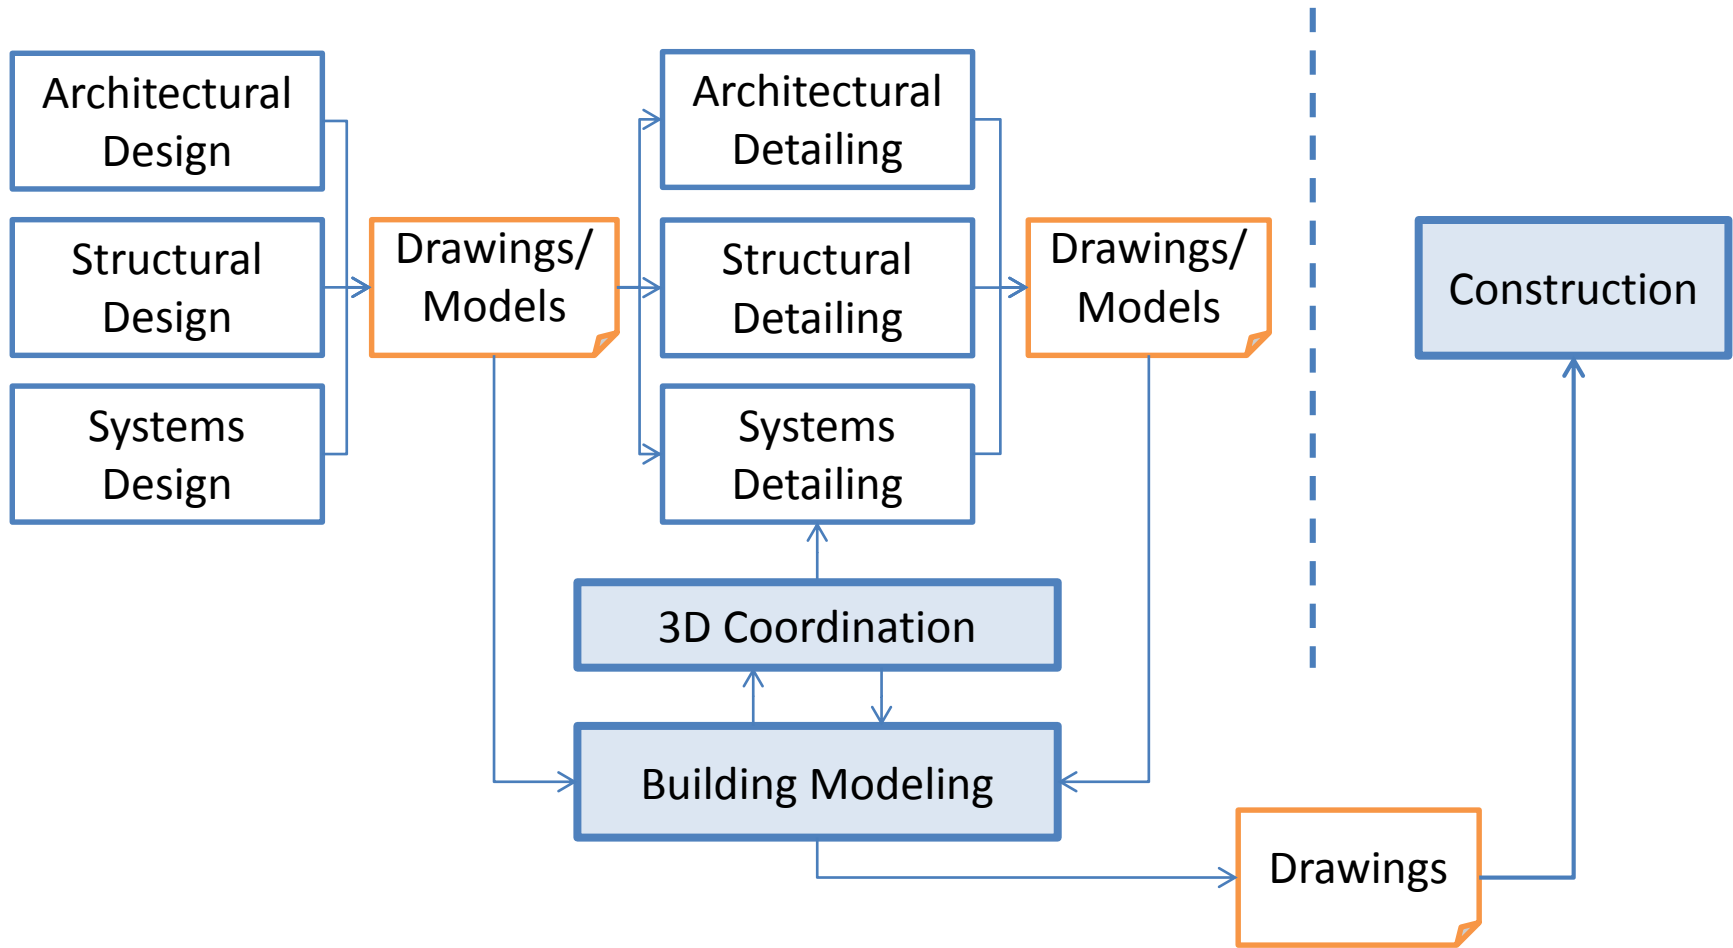 Architectural
Design
Structural
Design
Systems
Design
Drawings/
Models
Architectural
Detailing
Structural
Detailing
Systems
Detailing
Drawings/
Models
3D Coordination
Building Modeling
Drawings
Construction